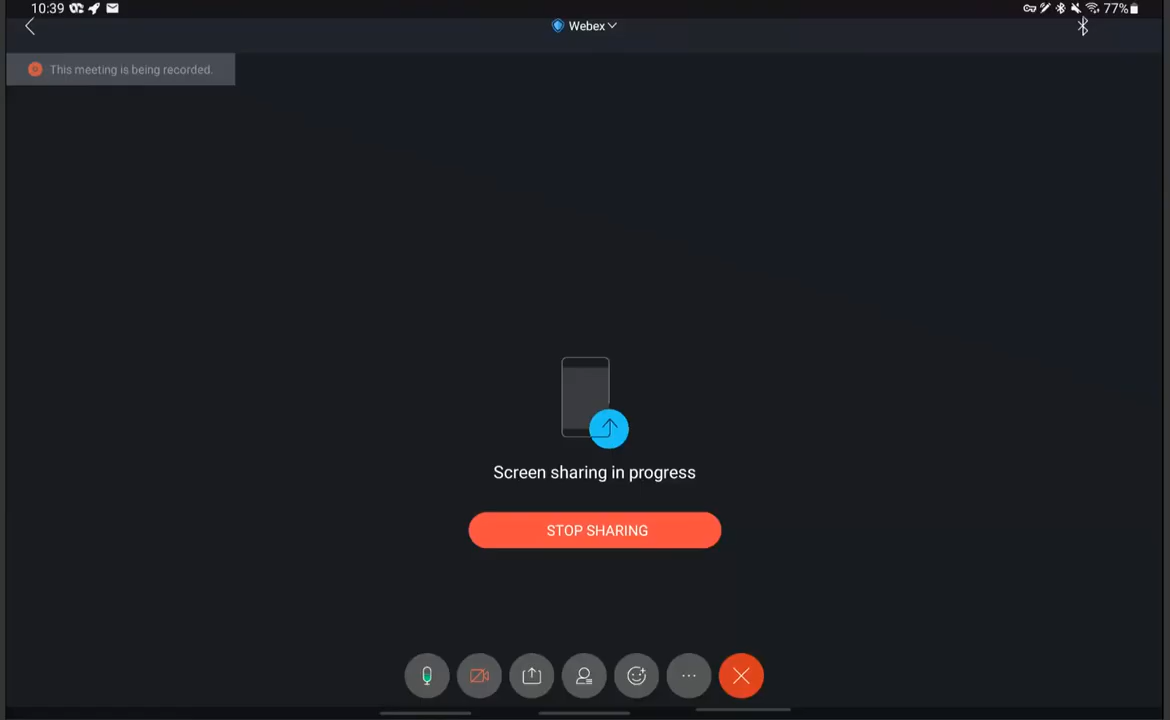 10:39 77%
Webex
This meeting is being recorded.
Screen sharing in progress
STOP SHARING